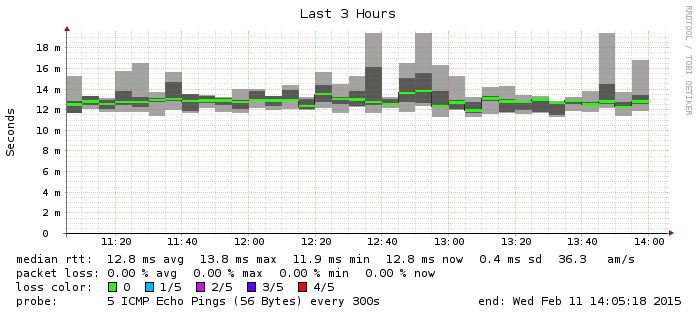 Last 3 Hours
RRDTOOL / TOBI OETIKER
Seconds
18 m
16 m
14 m
12 m
10 m
8 m
6 m
4 m
2 m
0
11:20 11:40 12:00 12:20 12:40 13:00 13:20 13:40 14:00
median rtt: 12.8 ms avg 13.8 ms max 11.9 ms min 12.8 ms now 0.4 ms sd 36.3 am/s
packet loss: 0.00 % avg 0.00 % max 0.00 % min 0.00 % now
loss color: 0 1/5 2/5 3/5 4/5
probe: 5 ICMP Echo Pings (56 Bytes) every 300s end: Wed Feb 11 14:05:18 2015